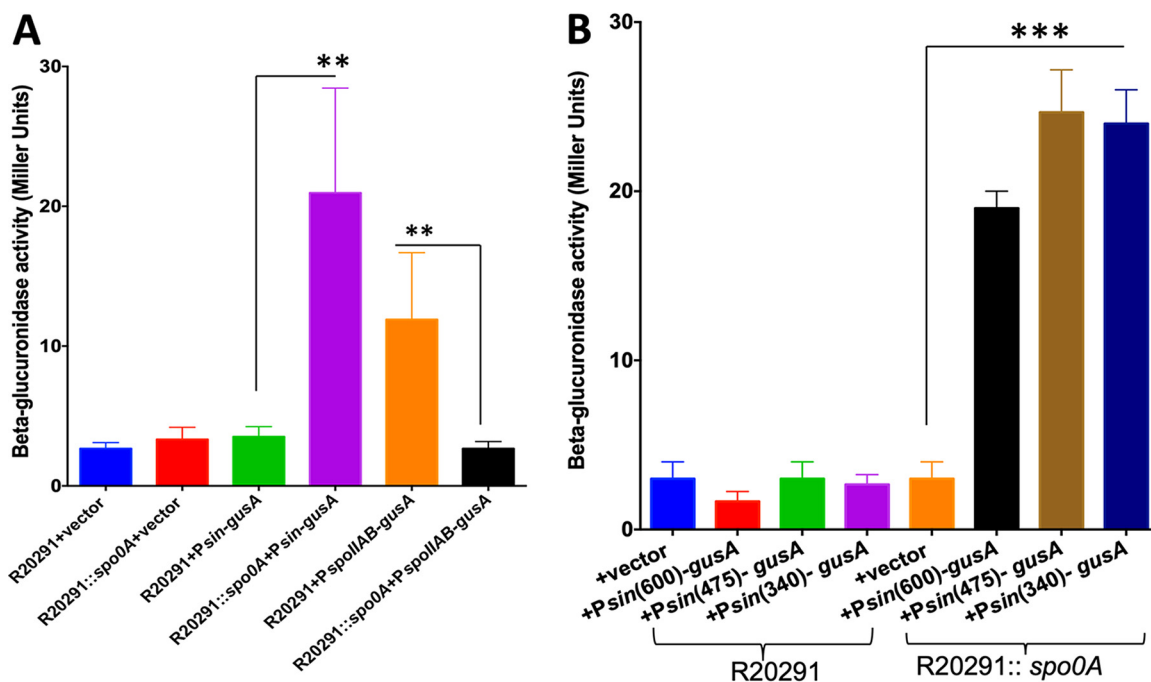 A
Beta-glucuronidase activity (Miller Units)
30
20
10
0
**
**
R20291+vector
R20291::spo0A+vector
R20291+Psin-gusA
R20291::spo0A+Psin-gusA
R20291+PspoIIAB-gusA
R20291::spo0A+PspoIIAB-gusA
B
Beta-glucuronidase activity (Miller Units)
30
20
10
0
***
+vector
+Psin(600)-gusA
+Psin(475)- gusA
+Psin(340)- gusA
+vector
+Psin(600)-gusA
+Psin(475)- gusA
+Psin(340)- gusA
R20291
R20291:: spo0A